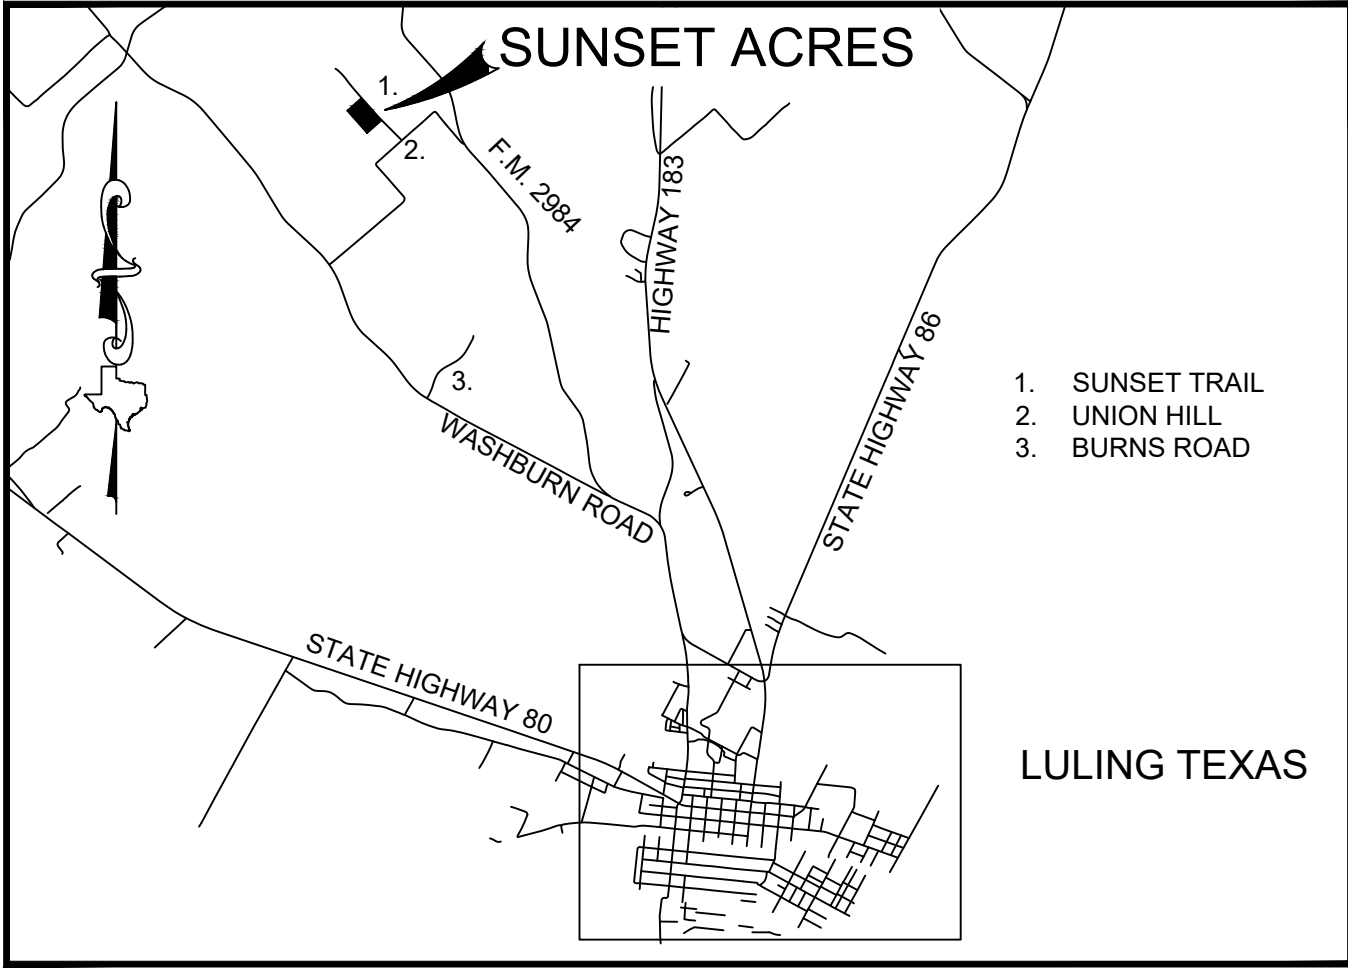 SUNSET ACRES
1.
2.
F.M. 2984
HIGHWAY 183
STATE HIGHWAY 86
3.
WASHBURN ROAD
1. SUNSET TRAIL
2. UNION HILL
3. BURNS ROAD
STATE HIGHWAY 80
LULING TEXAS